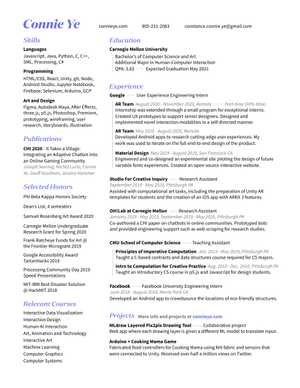 Connie Ye
connieye.com
805-231-2083
constance.connie.ye@gmail.com
Skills
Languages
Javascript, Java, Python, C, C++,
SML, Processing, C#
Programming
HTML/CSS, React, Unity, git, Node,
Android Studio, Jupyter Notebook,
Firebase, Selenium, Arduino, GCP
Art and Design
Figma, Autodesk Maya, After Effects,
three.js, p5.js, Photoshop, Premiere,
prototyping, wireframing, user
research, storyboards, illustration
Publications
CHI 2020 It Takes a Village:
Integrating an Adaptive Chatbot into
an Online Gaming Community
Joseph Seering, Michal Luria, Connie
Ye, Geoff Kaufman, Jessica Hammer
Selected Honors
Phi Beta Kappa Honors Society
Dean's List, 6 semesters
Samuel Rosenberg Art Award 2020
Carnegie Mellon Undergraduate
Research Grant for Spring 2020
Frank Ratcheye Funds for Art @
the Frontier Microgrant 2019
Google Accessibility Award
TartanHacks 2019
Processing Community Day 2019
Speed Presentations
MIT-IBM Best Disaster Solution
@ HackMIT 2018
Relevant Courses
Interactive Data Visualization
Interaction Design
Human-AI Interaction
Art, Animation and Technology
Interactive Art
Machine Learning
Computer Graphics
Computer Systems
Education
Carnegie Mellon University
Bachelor's of Computer Science and Art
Additional Major in Human-Computer Interaction
QPA: 3.83 Expected Graduation May 2021
Experience
Google User Experience Engineering Intern
AR Team August - November 2020, Remote
Internship was extended through a small program for exceptional interns.
Created UX prototypes to support senior designers. Designed and
implemented novel interaction modalities in a self-directed manner.
AR Team May - August 2020, Remote
Developed Android apps to research cutting-edge user experiences. My
work was used to iterate on the full end-to-end design of the product.
Material Design May - August 2019, San Francisco CA
Engineered and co-designed an experimental site piloting the design of future
variable fonts experiences. Created an open-source interactive website.
Studio for Creative Inquiry Research Assistant
September 2019 - May 2020, Pittsburgh PA
Assisted with computational art tasks, including the preparation of Unity AR
templates for students and the creation of an iOS app with ARKit 3 features.
OH!Lab at Carnegie Mellon Research Assistant
January 2019 - May 2019, September 2019 - May 2020, Pittsburgh PA
Co-authored a CHI paper on chatbots in online communities. Prototyped bots
and provided engineering support such as web scraping for research studies.
CMU School of Computer Science Teaching Assistant
Principles of Imperative Computation Jan. 2018 - May 2019, Pittsburgh PA
Taught a C-based contracts and data structures course required for CS majors.
Intro to Computation for Creative Practice Aug. 2019 - Dec. 2019, Pittsburgh PA
Taught an introductory CS course in p5.js and Javascript for design students.
Facebook Facebook University Engineering Intern
June 2018 - August 2018, Menlo Park CA
Developed an Android app to crowdsource the locations of eco-friendly structures.
Projects More info and projects at connieye.com
ML4raw Layered Pix2pix Drawing Tool Collaborative project
Web app where each drawing layer is given a different ML model to translate input.
Arduino + Cooking Mama Game
Fabricated food controllers for Cooking Mama using felt fabric and sensors that
were connected to Unity. Received over half a million views on Twitter.